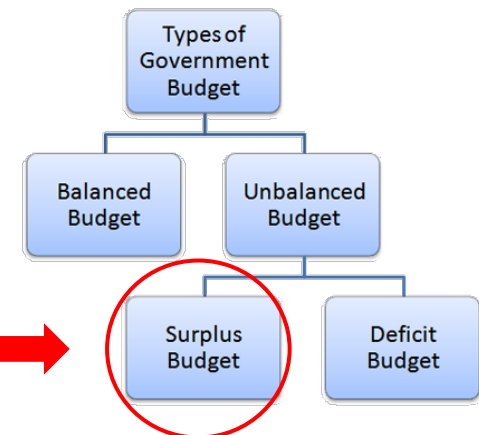 Types of
Government
Budget
Balanced
Budget
Unbalanced
Budget
Surplus
Budget
Deficit
Budget